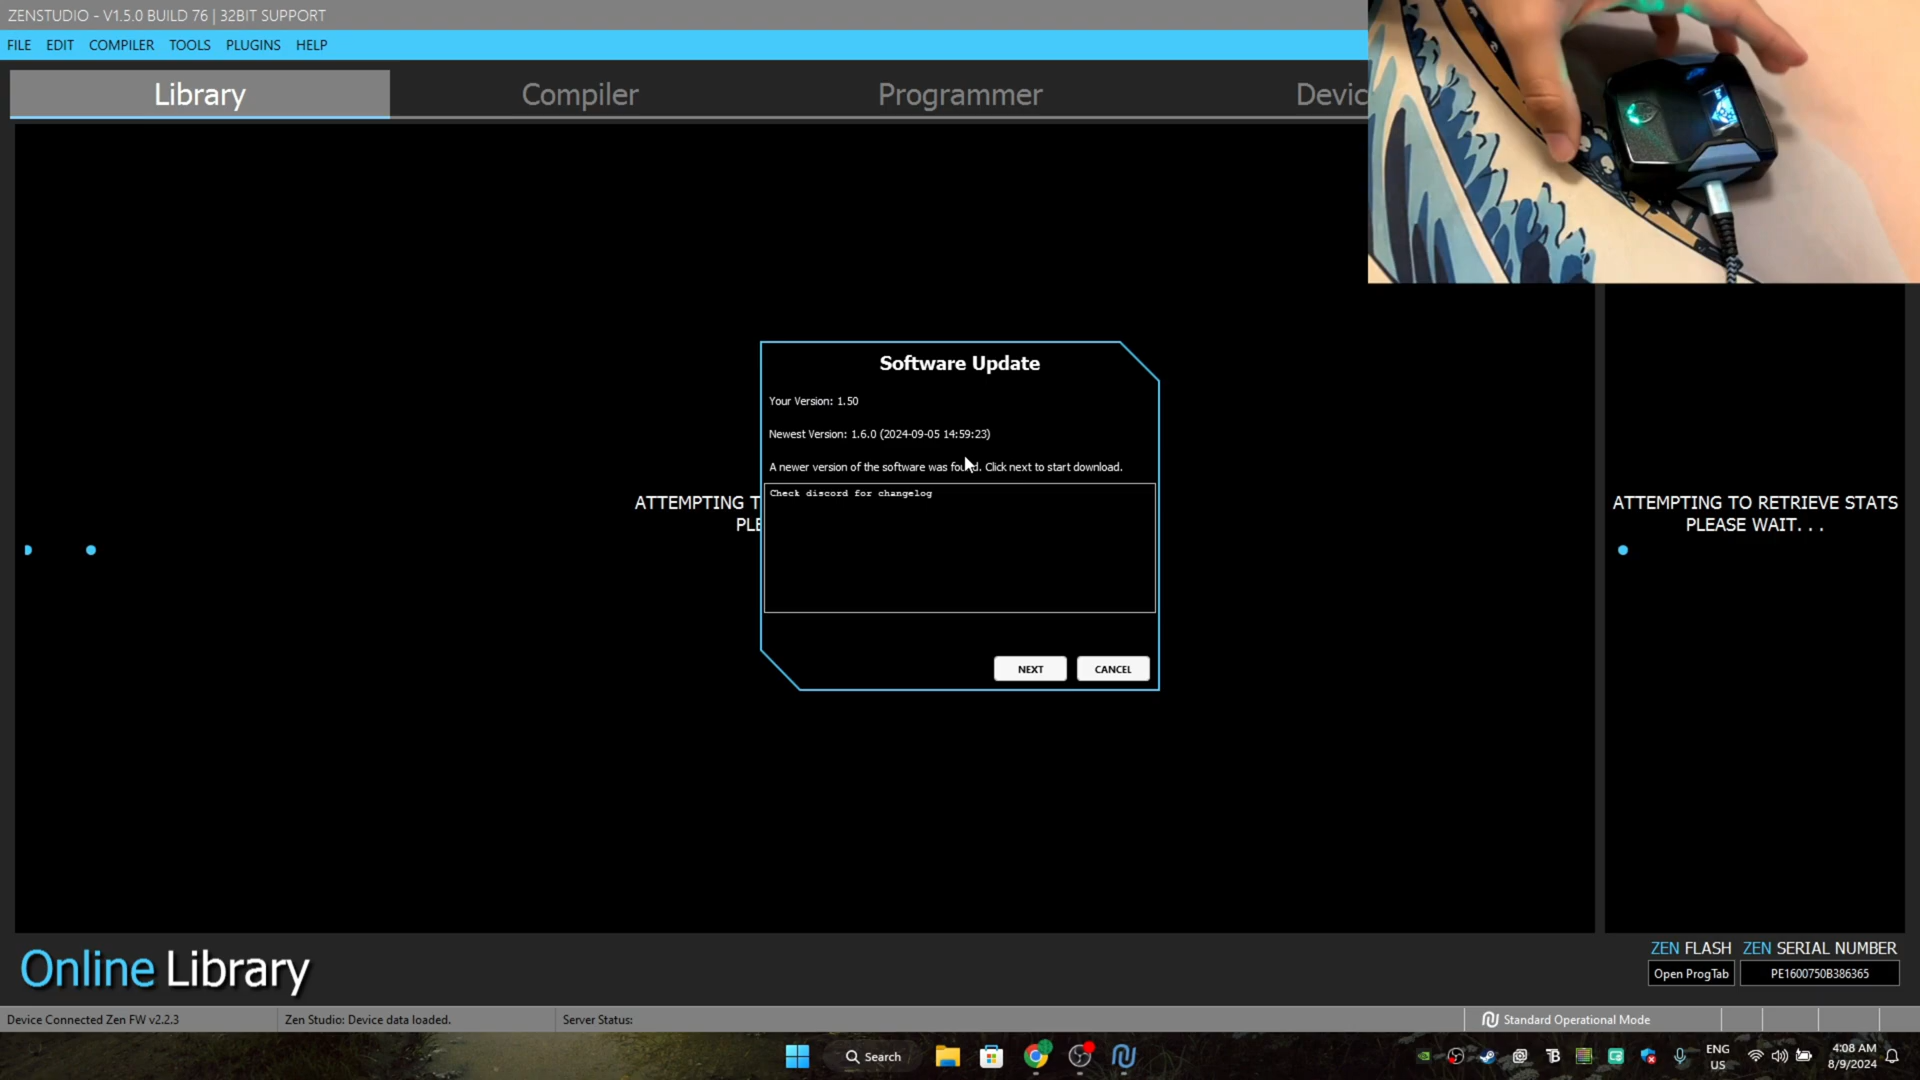 ZENSTUDIO - V1.5.0 BUILD 76 | 32BIT SUPPORT
FILE EDIT COMPILER TOOLS PLUGINS HELP
Library Compiler Programmer Devic
Software Update
Your Version: 1.50
Newest Version: 1.6.0 (2024-09-05 14:59:23)
A newer version of the software was found. Click next to start download.
Check discord for changelog
ATTEMPTING T
PLE
ATTEMPTING TO RETRIEVE STATS
PLEASE WAIT. . .
NEXT CANCEL
Online Library
ZEN FLASH ZEN SERIAL NUMBER
Open ProgTab PE1600750B386365
Device Connected Zen FW v2.2.3 Zen Studio: Device data loaded. Server Status: Standard Operational Mode
Search
ENG
US
4:08 AM
8/9/2024